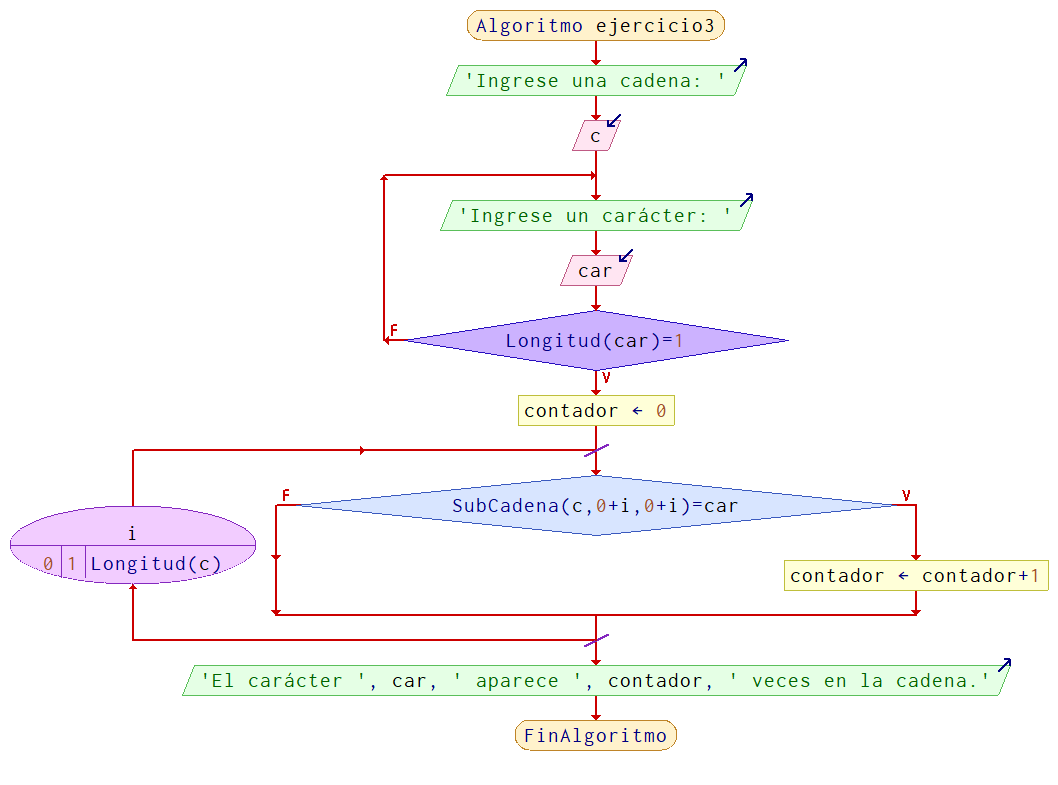 Algoritmo ejercicio3
'Ingrese una cadena: '
c
'Ingrese un carácter: '
car
F
Longitud(car)=1
V
contador ← 0
F
V
SubCadena(c,0+i,0+i)=car
i
0 1 Longitud(c)
contador ← contador+1
'El carácter ', car, ' aparece ', contador, ' veces en la cadena.'
FinAlgoritmo